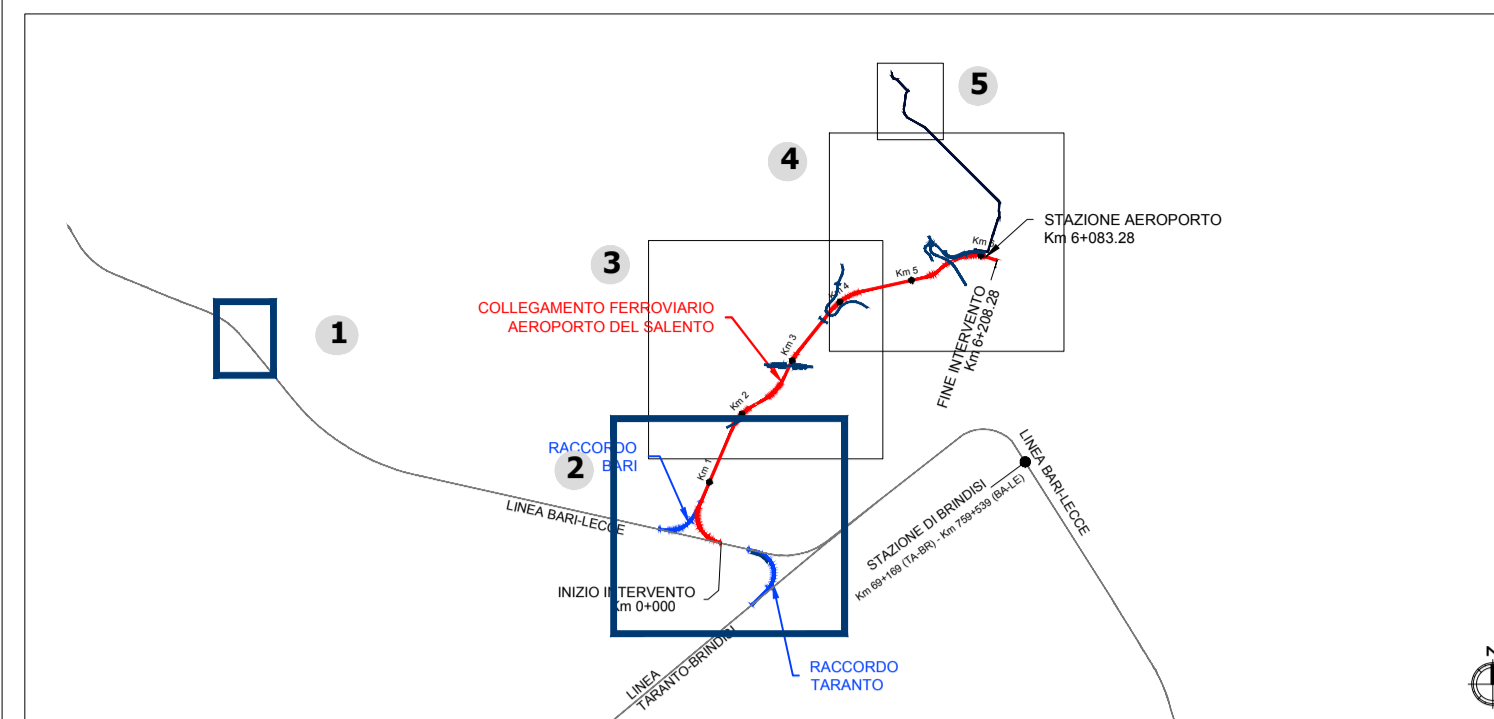 5
4
STAZIONE AEROPORTO
Km 6+083.28
3
Km 5
COLLEGAMENTO FERROVIARIO
AEROPORTO DEL SALENTO
FINE INTERVENTO
Km 6+208.28
1
Km 3
Km 2
RACCORDO
BARI
2
Km 1
LINEA BARI-LECCE
LINEA BARI-LECCE
STAZIONE DI BRINDISI
Km 69+169 (TA-BR) - Km 759+539 (BA-LE)
INIZIO INTERVENTO
Km 0+000
LINEA
TARANTO-BRINDISI
RACCORDO
TARANTO